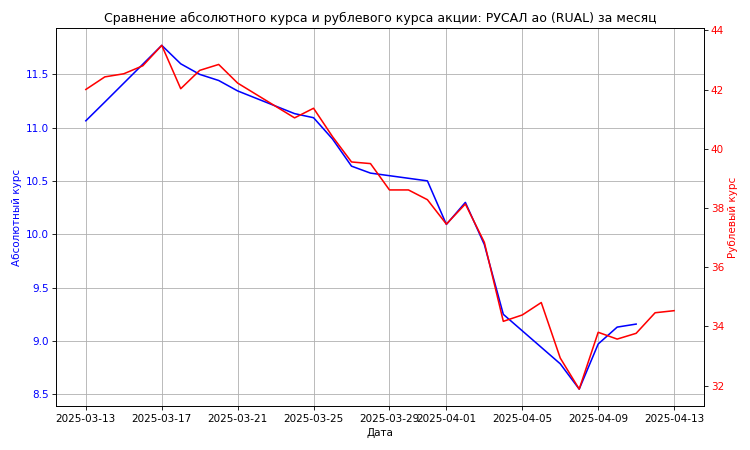 Сравнение абсолютного курса и рублевого курса акции: РУСАЛ ао (RUAL) за месяц
Абсолютный курс
11.5
11.0
10.5
10.0
9.5
9.0
8.5
44
42
40
38
36
34
32
Рублевый курс
2025-03-13 2025-03-17 2025-03-21 2025-03-25 2025-03-29 2025-04-01 2025-04-05 2025-04-09 2025-04-13
Дата